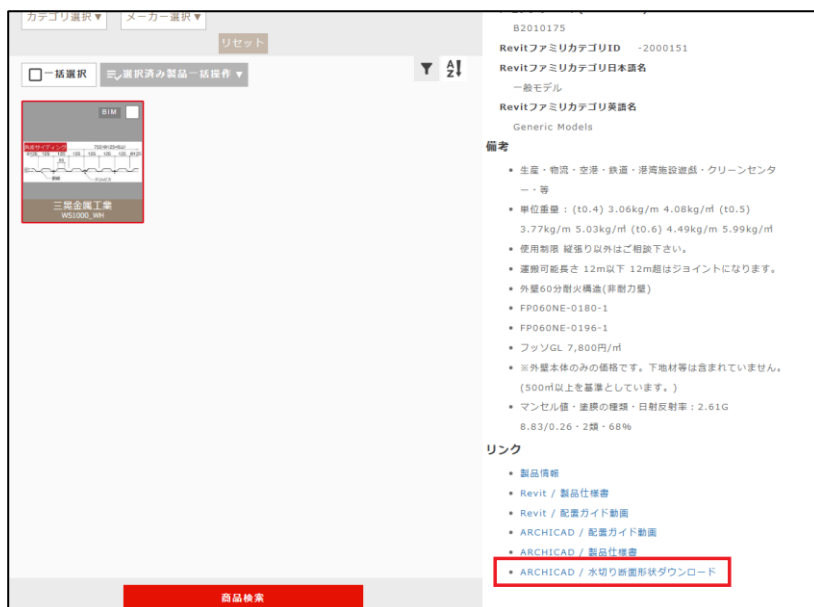 カテゴリ選択▼
メーカー選択▼
リセット
一括選択
選択済み製品一括操作 ▼
BIM
三晃金属工業
WS1000_WH
商品検索
B2010175
RevitファミリカテゴリID -2000151
Revitファミリカテゴリ日本語名
一般モデル
Revitファミリカテゴリ英語名
Generic Models
備考
• 生産・物流・空港・鉄道・港湾施設遊戯・クリーンセンタ
ー・等
• 単位重量：(t0.4) 3.06kg/m 4.08kg/㎡ (t0.5)
3.77kg/m 5.03kg/㎡ (t0.6) 4.49kg/m 5.99kg/㎡
• 使用制限 縦張り以外はご相談下さい。
• 運搬可能長さ 12m以下 12m超はジョイントになります。
• 外壁60分耐火構造(非耐力壁)
• FP060NE-0180-1
• FP060NE-0196-1
• フッソGL 7,800円/㎡
• ※外壁本体のみの価格です。下地材等は含まれていません。
(500㎡以上を基準としています。)
• マンセル値・塗膜の種類・日射反射率：2.61G
8.83/0.26・2類・68%
リンク
• 製品情報
• Revit / 製品仕様書
• Revit / 配置ガイド動画
• ARCHICAD / 配置ガイド動画
• ARCHICAD / 製品仕様書
• ARCHICAD / 水切り断面形状ダウンロード